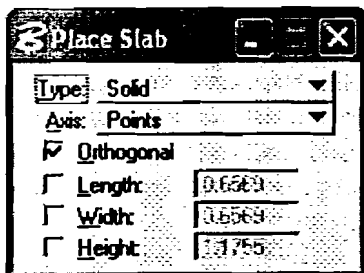 Place Slab
Type: Solid
Axis: Points
Orthogonal
Length: 0.6569
Width: 0.6569
Height: 1.1755